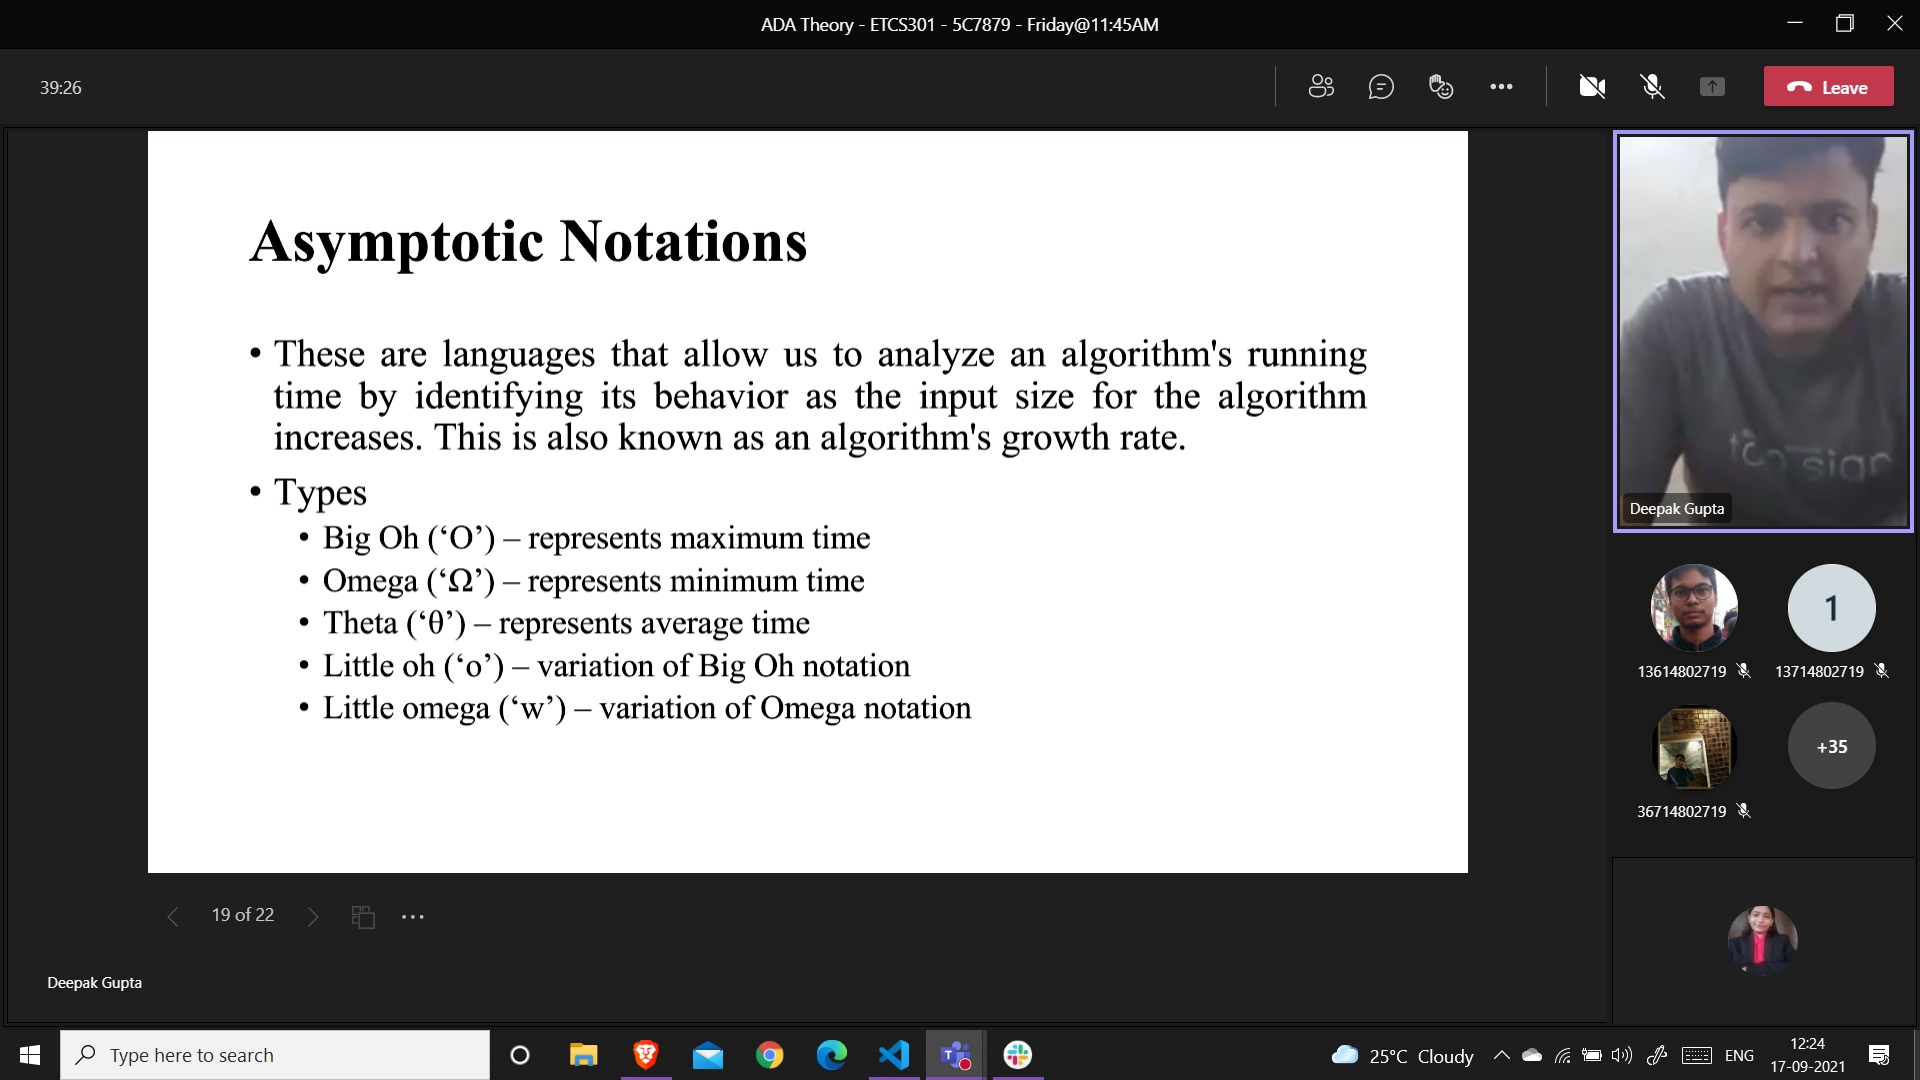 ADA Theory - ETCS301 - 5C7879 - Friday@11:45AM
39:26
Leave
Asymptotic Notations
• These are languages that allow us to analyze an algorithm's running
time by identifying its behavior as the input size for the algorithm
increases. This is also known as an algorithm's growth rate.
• Types
• Big Oh (‘O’) – represents maximum time
• Omega (‘Ω’) – represents minimum time
• Theta (‘θ’) – represents average time
• Little oh (‘o’) – variation of Big Oh notation
• Little omega (‘w’) – variation of Omega notation
Deepak Gupta
1
13614802719
13714802719
+35
36714802719
19 of 22
Deepak Gupta
Type here to search
25°C Cloudy
ENG
12:24
17-09-2021